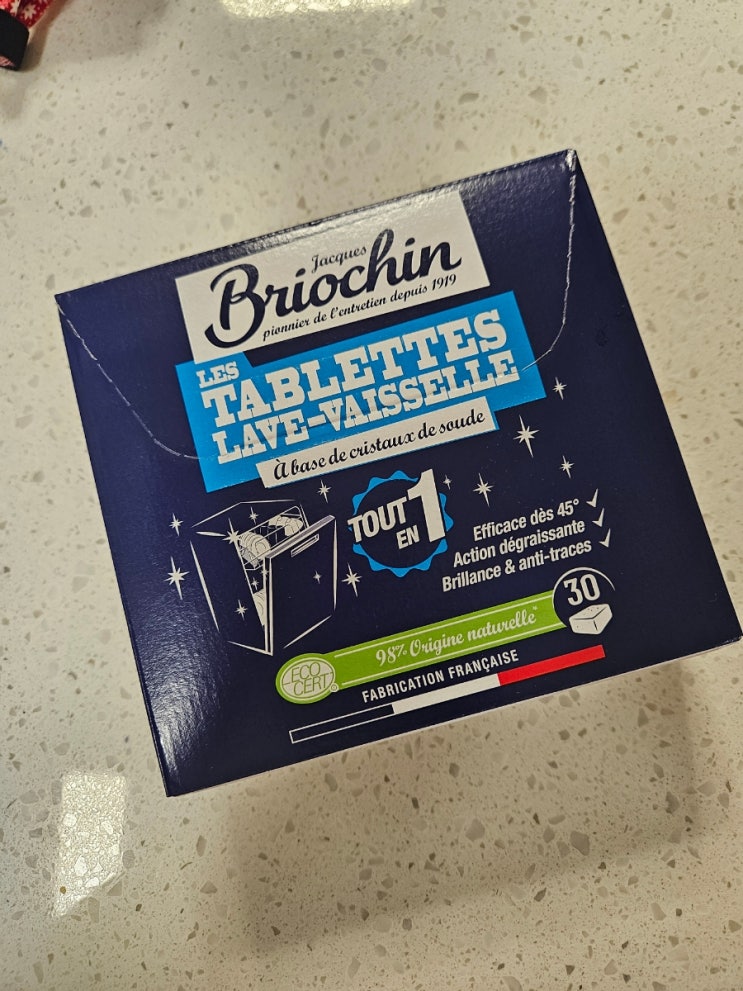 Jacques
Briochin
pionnier de l'entretien depuis 1919
LES
TABLETTES
LAVE-VAISSELLE
À base de cristaux de soude
TOUT
EN 1
Efficace dès 45°
Action dégraissante
Brillance & anti-traces
30
98% Origine naturelle*
ECO
CERT®
FABRICATION FRANÇAISE